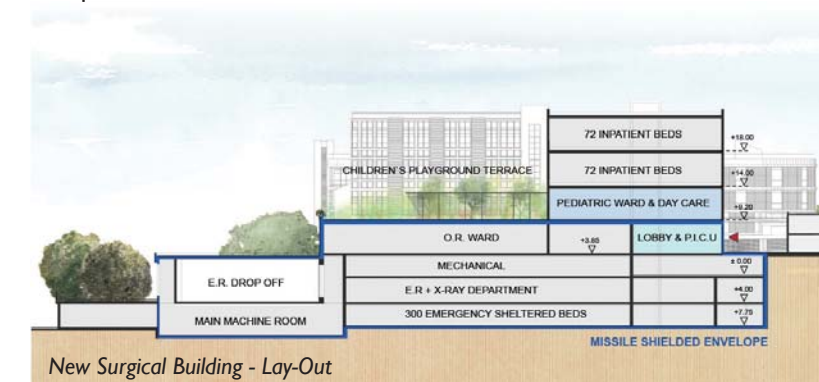 72 INPATIENT BEDS
+18.00
CHILDREN'S PLAYGROUND TERRACE
72 INPATIENT BEDS
+14.00
PEDIATRIC WARD & DAY CARE
+9.20
O.R. WARD
+3.85
LOBBY & P.I.C.U
MECHANICAL
± 0.00
E.R. DROP OFF
E.R + X-RAY DEPARTMENT
+4.00
MAIN MACHINE ROOM
300 EMERGENCY SHELTERED BEDS
+7.75
MISSILE SHIELDED ENVELOPE
New Surgical Building - Lay-Out